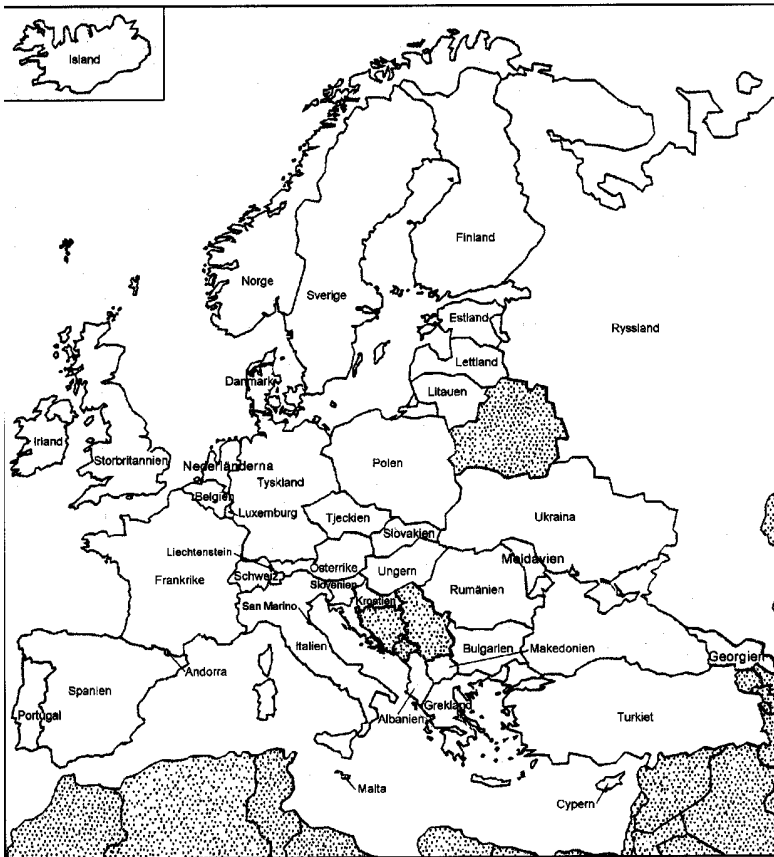 Island
Finland
Norge
Sverige
Estland
Ryssland
Lettland
Danmark
Litauen
Irland
Storbritannien
Nederländerna
Polen
Tyskland
Belgien
Luxemburg
Tjeckien
Ukraina
Slovakien
Liechtenstein
Österrike
Moldavien
Frankrike
Schweiz
Ungern
Slovenien
Rumänien
Kroatien
San Marino
Italien
Bulgarien
Makedonien
Georgien
Andorra
Spanien
Portugal
Grekland
Albanien
Turkiet
Malta
Cypern